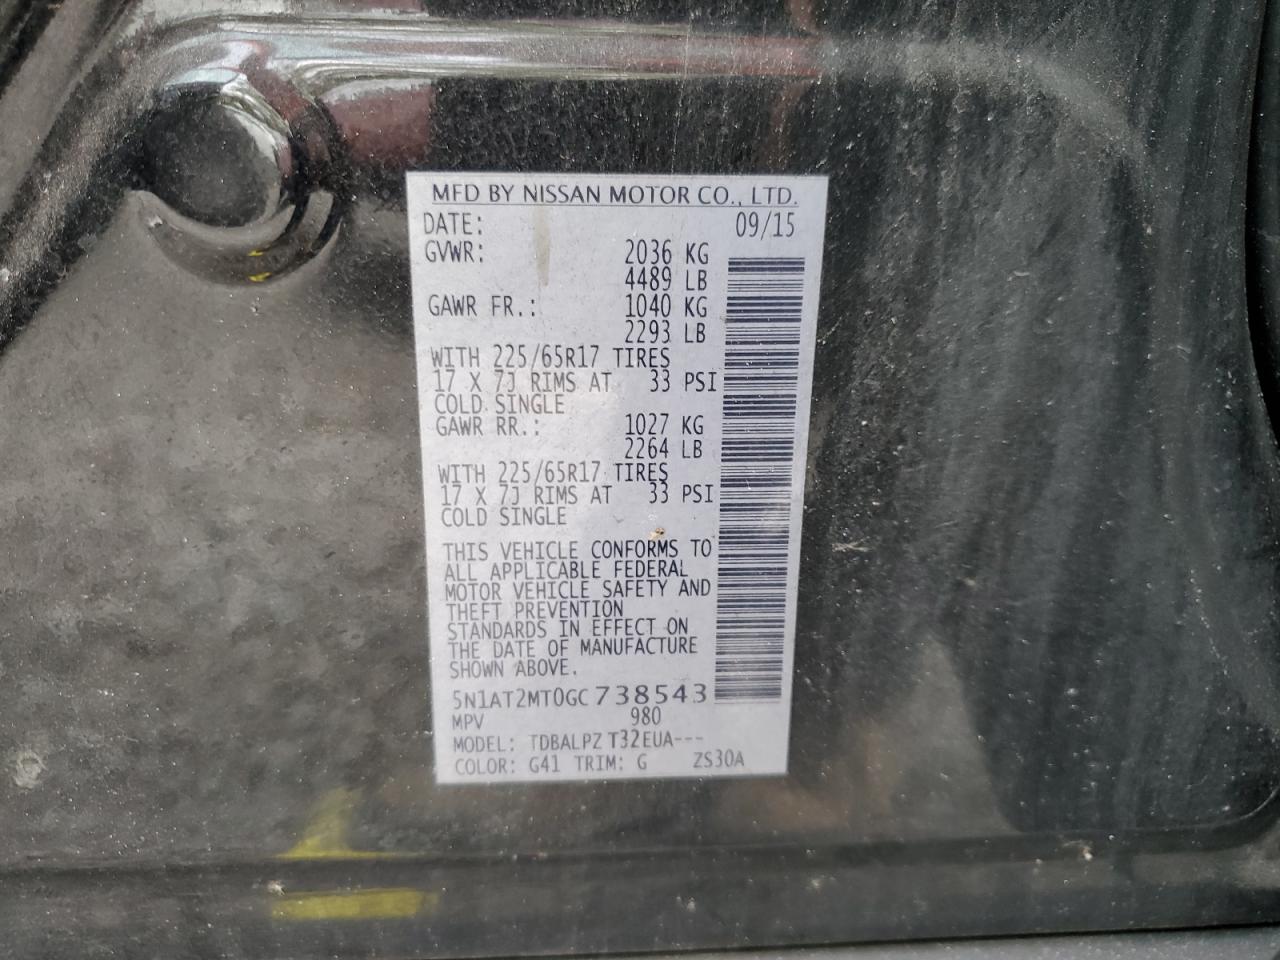 MFD BY NISSAN MOTOR CO., LTD.
DATE: 09/15
GVWR: 2036 KG
4489 LB
GAWR FR.: 1040 KG
2293 LB
WITH 225/65R17 TIRES
17 X 7J RIMS AT 33 PSI
COLD SINGLE
GAWR RR.: 1027 KG
2264 LB
WITH 225/65R17 TIRES
17 X 7J RIMS AT 33 PSI
COLD SINGLE
THIS VEHICLE CONFORMS TO
ALL APPLICABLE FEDERAL
MOTOR VEHICLE SAFETY AND
THEFT PREVENTION
STANDARDS IN EFFECT ON
THE DATE OF MANUFACTURE
SHOWN ABOVE.
5N1AT2MT0GC738543
MPV 980
MODEL: TDBALPZ T32EUA---
COLOR: G41 TRIM: G ZS30A